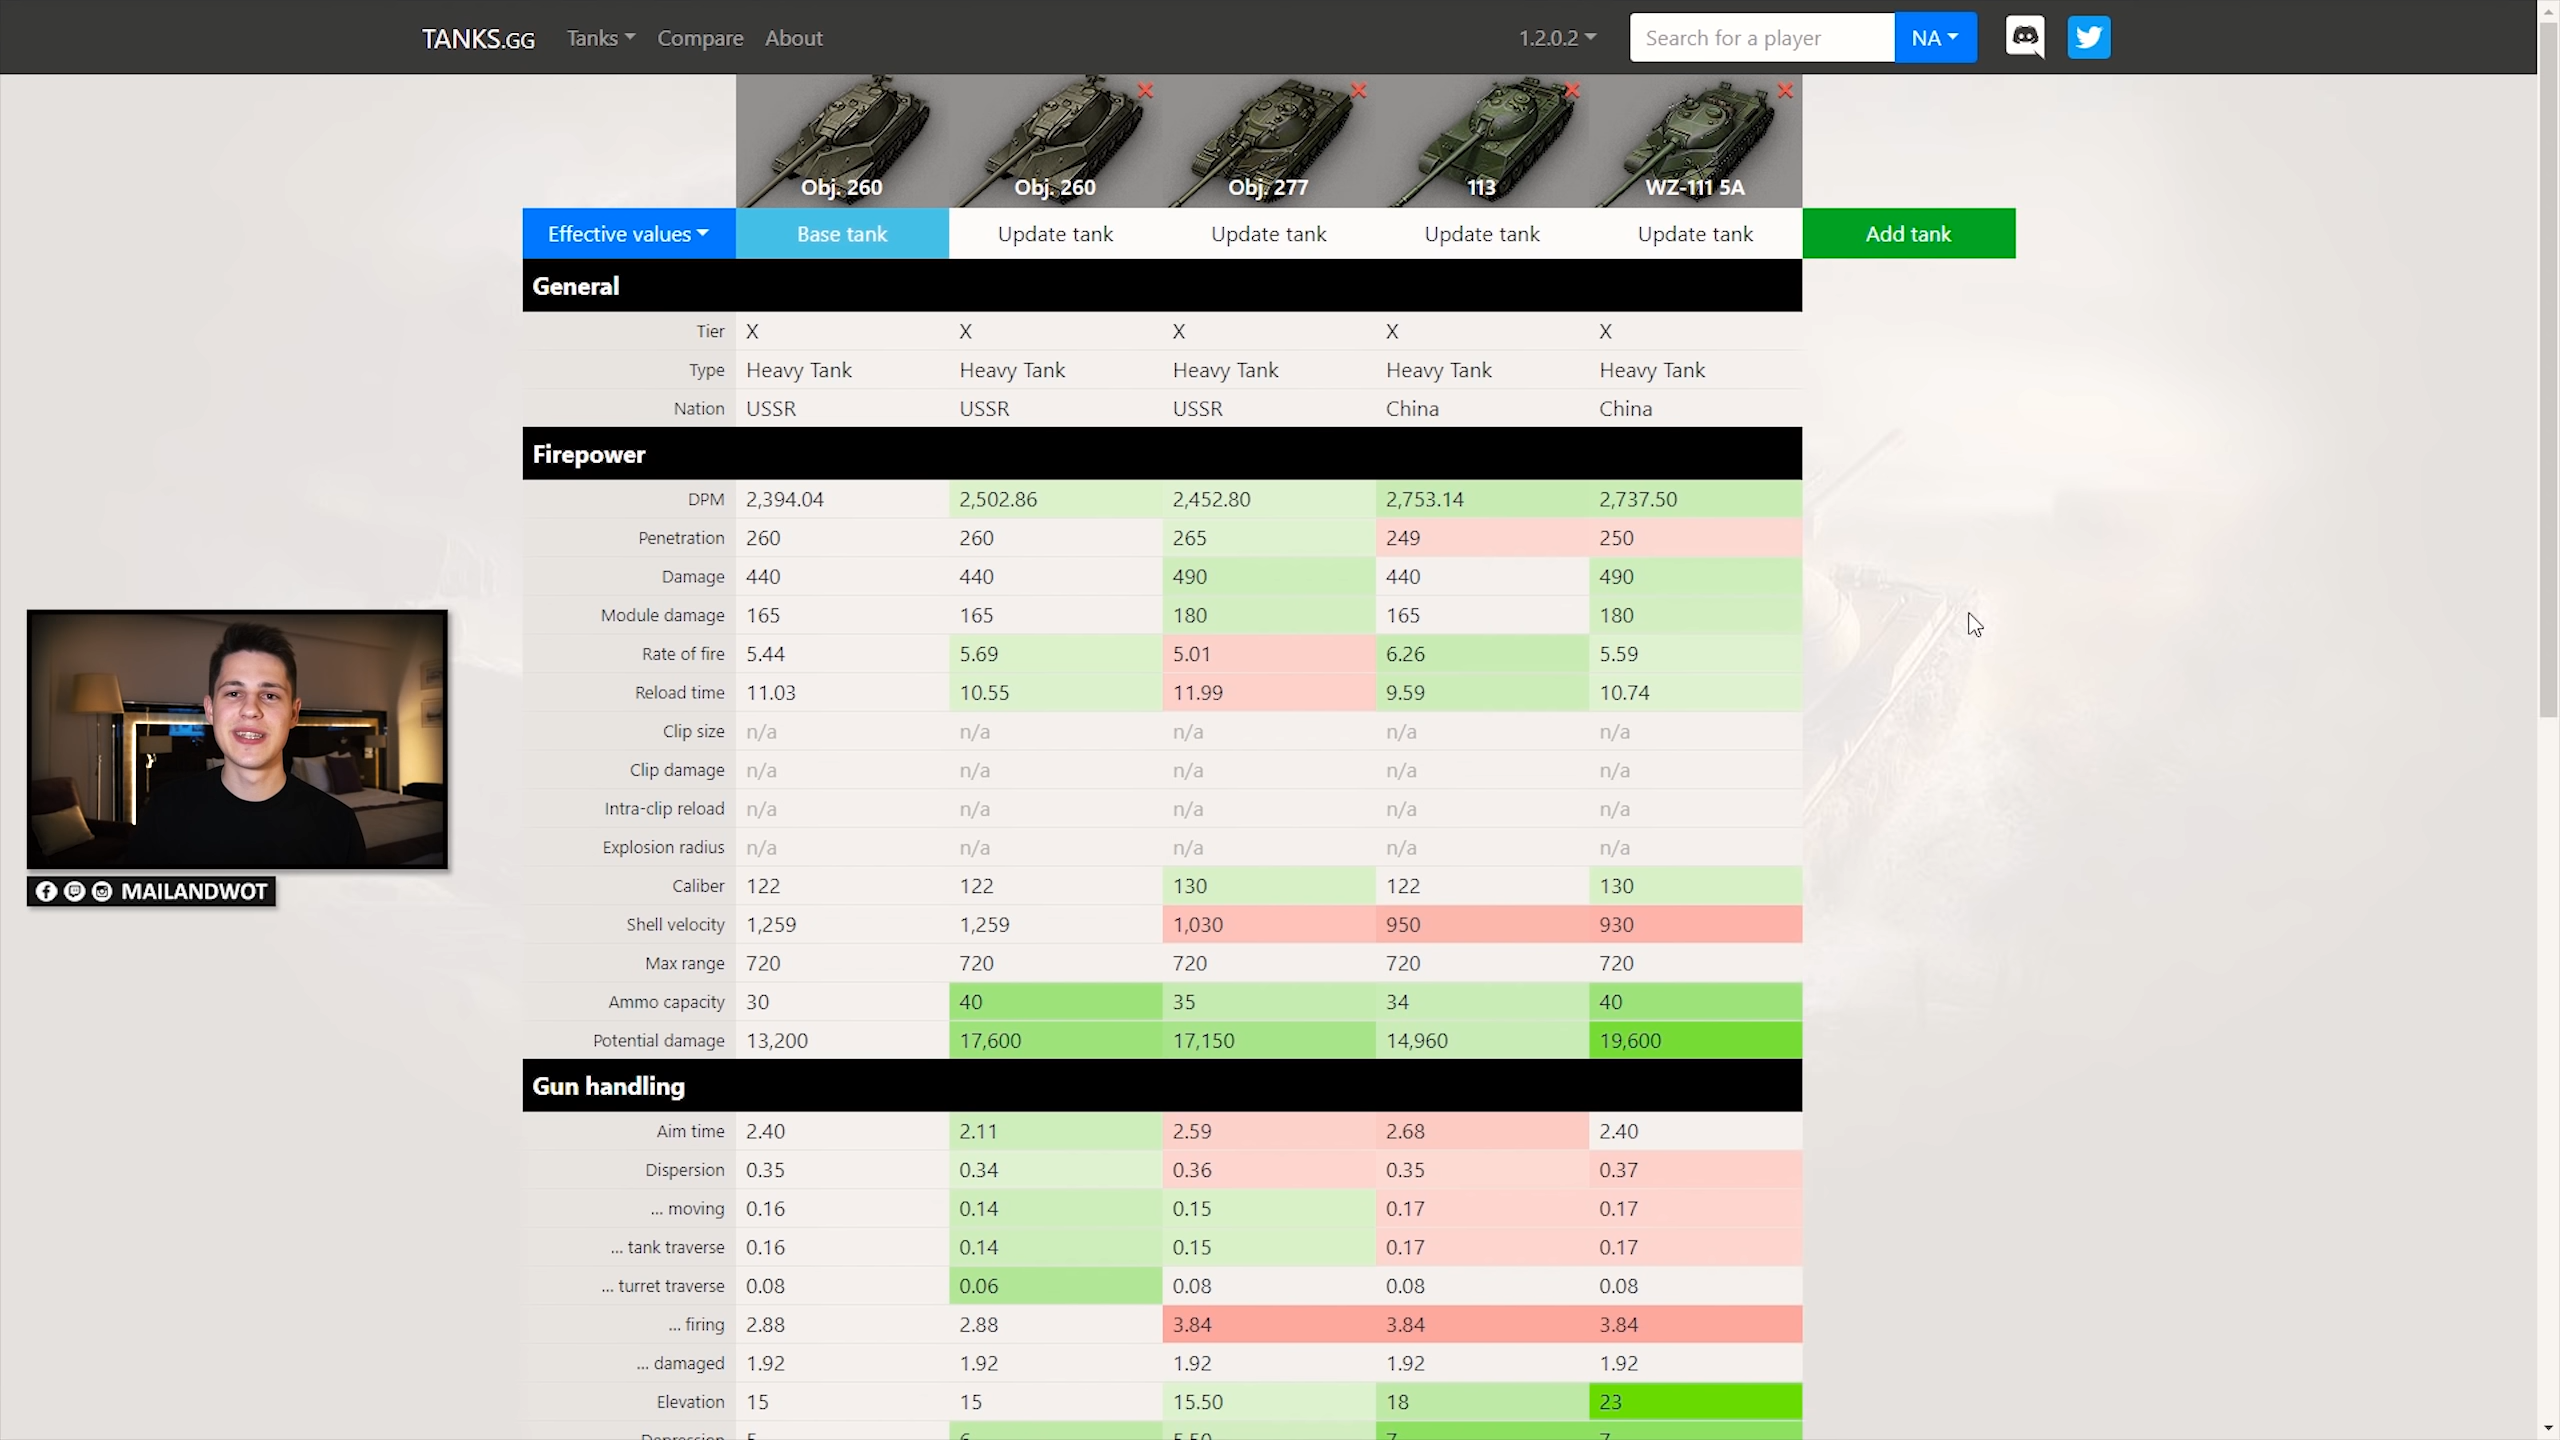 TANKS.GG Tanks Compare About 1.2.0.2 Search for a player NA
Obj. 260 Obj. 260 Obj. 277 113 WZ-111 5A
Effective values Base tank Update tank Update tank Update tank Update tank Add tank
General
Tier X X X X X
Type Heavy Tank Heavy Tank Heavy Tank Heavy Tank Heavy Tank
Nation USSR USSR USSR China China
Firepower
DPM 2,394.04 2,502.86 2,452.80 2,753.14 2,737.50
Penetration 260 260 265 249 250
Damage 440 440 490 440 490
Module damage 165 165 180 165 180
Rate of fire 5.44 5.69 5.01 6.26 5.59
Reload time 11.03 10.55 11.99 9.59 10.74
Clip size n/a n/a n/a n/a n/a
Clip damage n/a n/a n/a n/a n/a
Intra-clip reload n/a n/a n/a n/a n/a
Explosion radius n/a n/a n/a n/a n/a
Caliber 122 122 130 122 130
MAILANDWOT
Shell velocity 1,259 1,259 1,030 950 930
Max range 720 720 720 720 720
Ammo capacity 30 40 35 34 40
Potential damage 13,200 17,600 17,150 14,960 19,600
Gun handling
Aim time 2.40 2.11 2.59 2.68 2.40
Dispersion 0.35 0.34 0.36 0.35 0.37
... moving 0.16 0.14 0.15 0.17 0.17
... tank traverse 0.16 0.14 0.15 0.17 0.17
... turret traverse 0.08 0.06 0.08 0.08 0.08
... firing 2.88 2.88 3.84 3.84 3.84
... damaged 1.92 1.92 1.92 1.92 1.92
Elevation 15 15 15.50 18 23